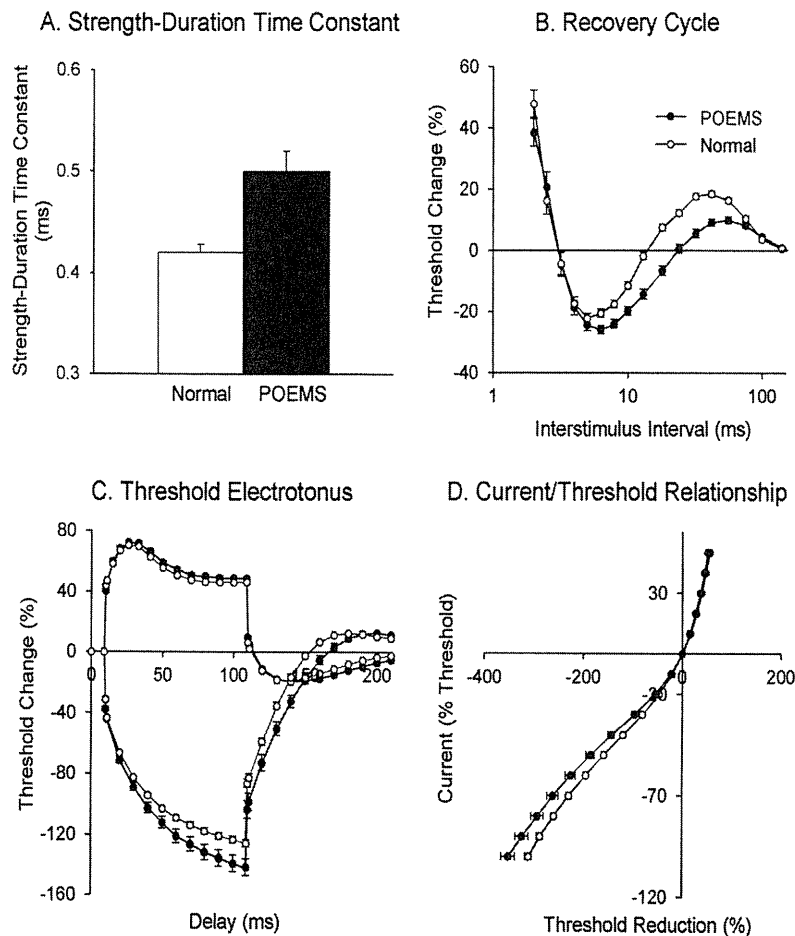 A. Strength-Duration Time Constant
Strength-Duration Time Constant
(ms)
0.6
0.5
0.4
0.3
Normal
POEMS
B. Recovery Cycle
Threshold Change (%)
60
40
20
0
-20
-40
POEMS
Normal
1
10
100
Interstimulus Interval (ms)
C. Threshold Electrotonus
Threshold Change (%)
80
40
0
-40
-80
-120
-160
0
50
100
150
200
Delay (ms)
D. Current/Threshold Relationship
Current (% Threshold)
30
-70
-120
-400
-200
0
200
Threshold Reduction (%)